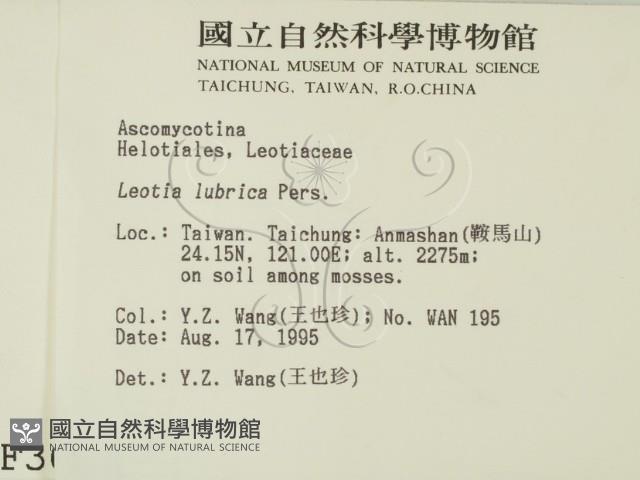 國立自然科學博物館
NATIONAL MUSEUM OF NATURAL SCIENCE
TAICHUNG, TAIWAN, R.O.CHINA
Ascomycotina
Helotiales, Leotiaceae
Leotia lubrica Pers.
Loc.: Taiwan. Taichung: Anmashan(鞍馬山)
24.15N, 121.00E; alt. 2275m;
on soil among mosses.
Col.: Y.Z. Wang(王也珍); No. WAN 195
Date: Aug. 17, 1995
Det.: Y.Z. Wang(王也珍)
國立自然科學博物館
NATIONAL MUSEUM OF NATURAL SCIENCE